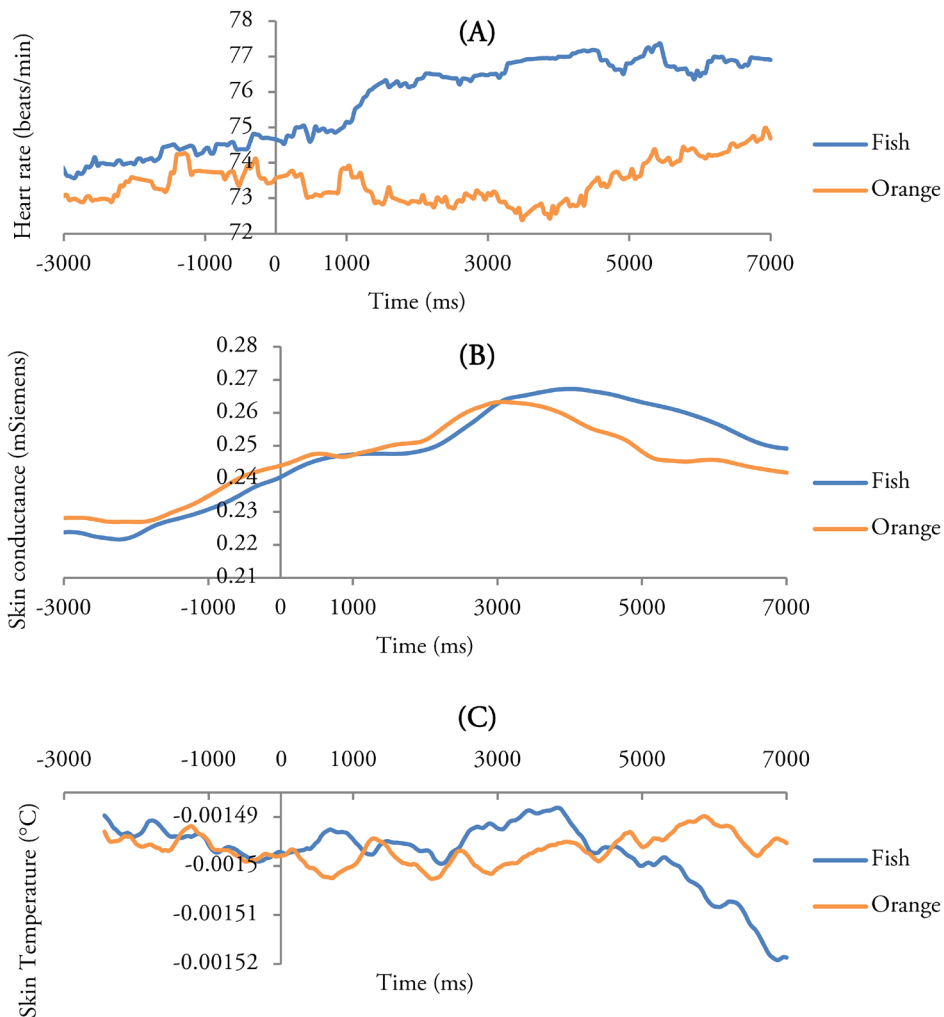 (A)
Heart rate (beats/min)
78
77
76
75
74
73
72
-3000 -1000 0 1000 3000 5000 7000
Time (ms)
Fish
Orange
(B)
Skin conductance (mSiemens)
0.28
0.27
0.26
0.25
0.24
0.23
0.22
0.21
-3000 -1000 0 1000 3000 5000 7000
Time (ms)
Fish
Orange
(C)
-3000 -1000 0 1000 3000 5000 7000
Skin Temperature (°C)
-0.00149
-0.0015
-0.00151
-0.00152
Time (ms)
Fish
Orange